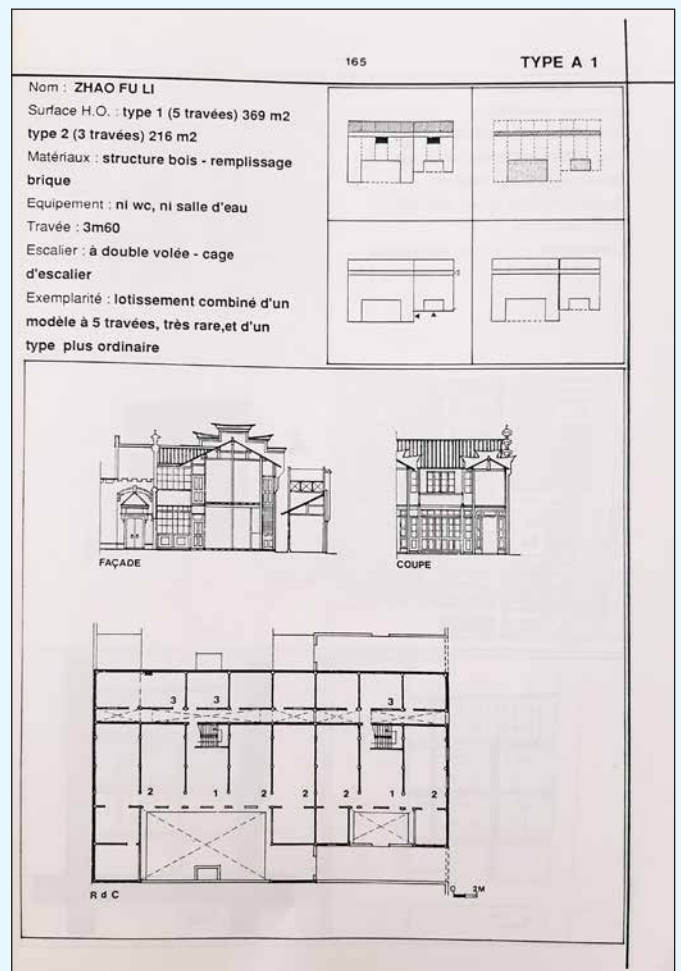 165
TYPE A 1
Nom : ZHAO FU LI
Surface H.O. : type 1 (5 travées) 369 m2
type 2 (3 travées) 216 m2
Matériaux : structure bois - remplissage
brique
Equipement : ni wc, ni salle d'eau
Travée : 3m60
Escalier : à double volée - cage
d'escalier
Exemplarité : lotissement combiné d'un
modèle à 5 travées, très rare,et d'un
type plus ordinaire
FAÇADE
COUPE
3 3 3
2 1 2 2 2 1 2
R d C
0 2M